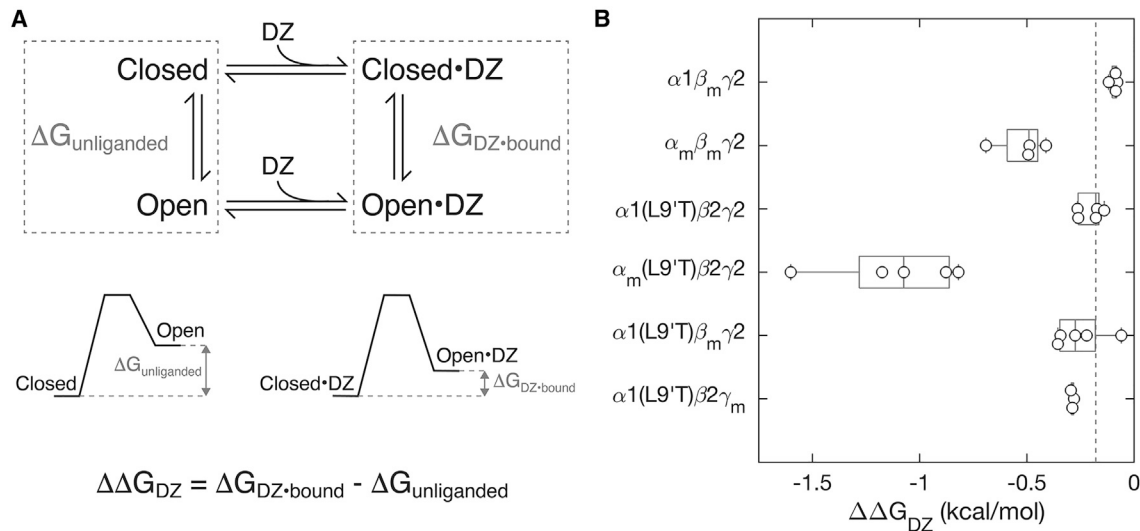 A
DZ
Closed
Closed•DZ
ΔG_unliganded
ΔG_DZ•bound
DZ
Open
Open•DZ
Open
ΔG_unliganded
Closed
Open•DZ
ΔG_DZ•bound
Closed•DZ
ΔΔG_DZ = ΔG_DZ•bound - ΔG_unliganded
B
α1β_mγ2
α_mβ_mγ2
α1(L9'T)β2γ2
α_m(L9'T)β2γ2
α1(L9'T)β_mγ2
α1(L9'T)β2γ_m
-1.5 -1 -0.5 0
ΔΔG_DZ (kcal/mol)